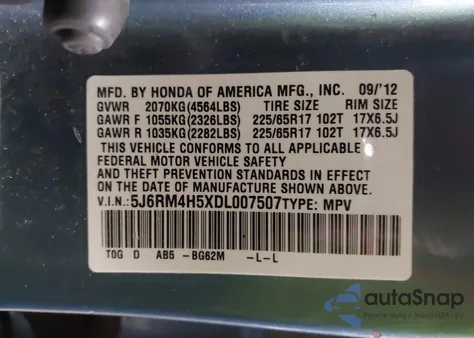 MFD. BY HONDA OF AMERICA MFG., INC. 09/'12
GVWR 2070KG(4564LBS) TIRE SIZE RIM SIZE
GAWR F 1055KG(2326LBS) 225/65R17 102T 17X6.5J
GAWR R 1035KG(2282LBS) 225/65R17 102T 17X6.5J
THIS VEHICLE CONFORMS TO ALL APPLICABLE
FEDERAL MOTOR VEHICLE SAFETY
AND THEFT PREVENTION STANDARDS IN EFFECT
ON THE DATE OF MANUFACTURE SHOWN ABOVE.
V.I.N.:5J6RM4H5XDL007507TYPE: MPV
T0G D AB5 -BG62M -L-L
autoSnap